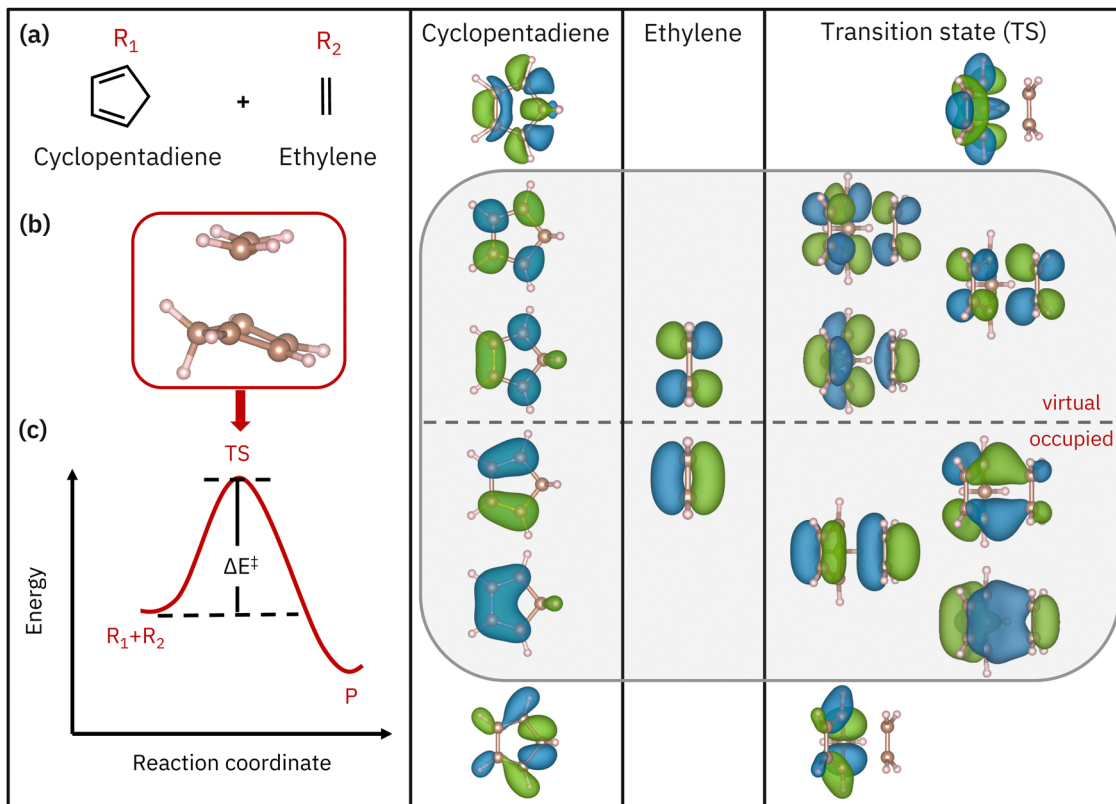 (a)
R₁
R₂
+
Cyclopentadiene
Ethylene
(b)
(c)
TS
ΔE‡
Energy
R₁+R₂
P
Reaction coordinate
Cyclopentadiene
Ethylene
Transition state (TS)
virtual
occupied